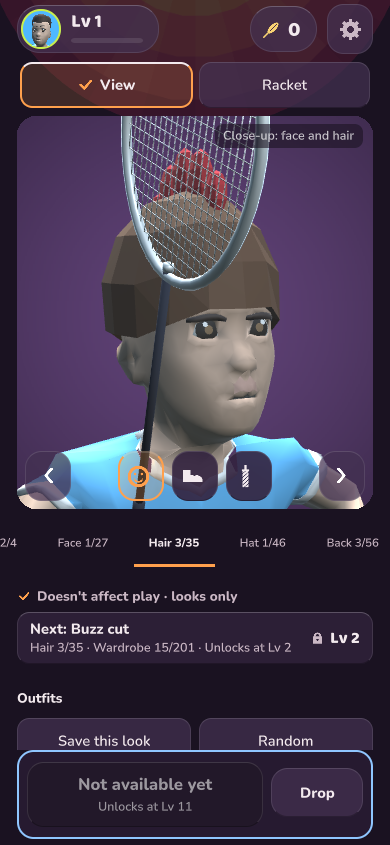 Lv 1
0
View
Racket
Close-up: face and hair
2/4
Face 1/27
Hair 3/35
Hat 1/46
Back 3/56
Doesn't affect play · looks only
Next: Buzz cut
Hair 3/35 · Wardrobe 15/201 · Unlocks at Lv 2
Lv 2
Outfits
Save this look
Random
Not available yet
Unlocks at Lv 11
Drop